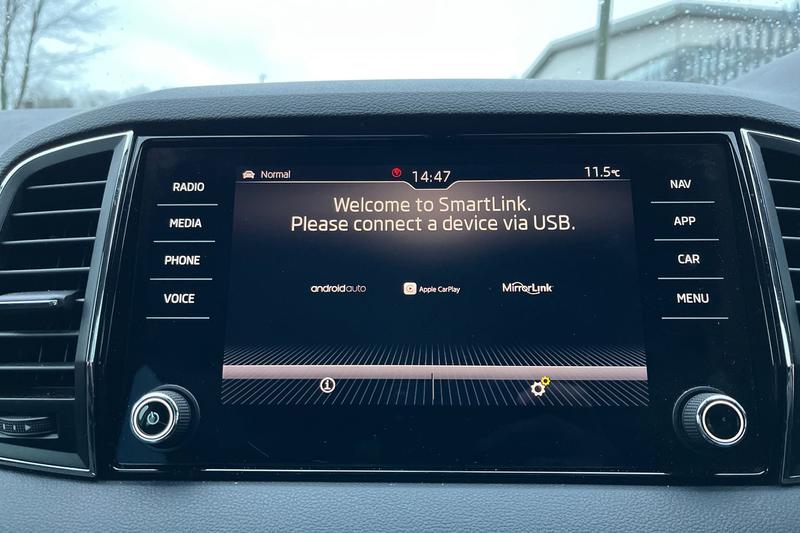 Normal
14:47
11.5℃
RADIO
MEDIA
PHONE
VOICE
Welcome to SmartLink.
Please connect a device via USB.
androidauto
Apple CarPlay
MirrorLink
NAV
APP
CAR
MENU